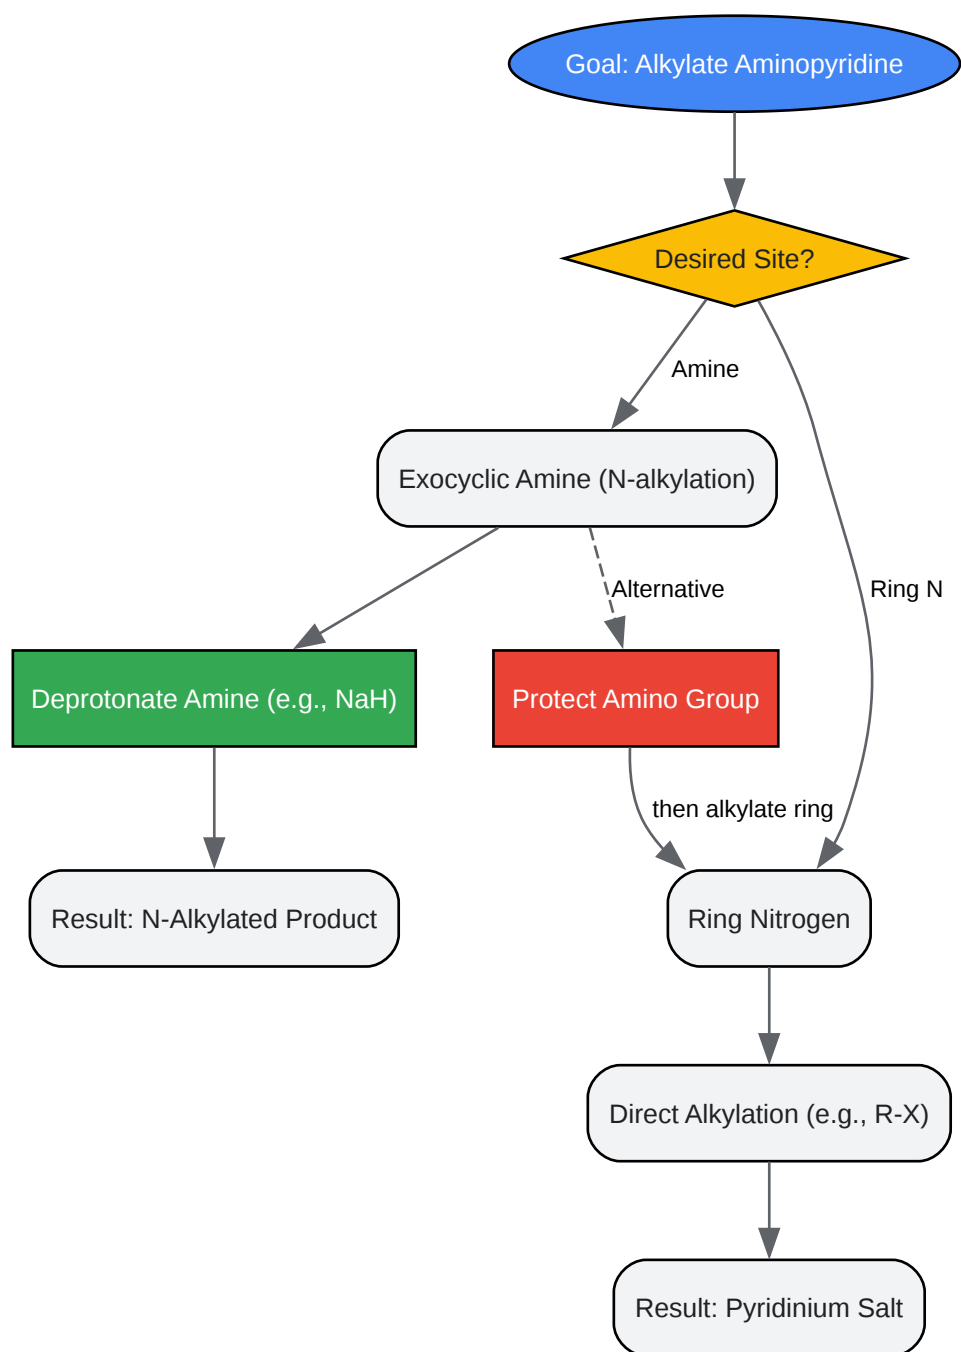 Goal: Alkylate Aminopyridine
Desired Site?
Amine
Exocyclic Amine (N-alkylation)
Alternative
Ring N
Deprotonate Amine (e.g., NaH)
Protect Amino Group
then alkylate ring
Result: N-Alkylated Product
Ring Nitrogen
Direct Alkylation (e.g., R-X)
Result: Pyridinium Salt